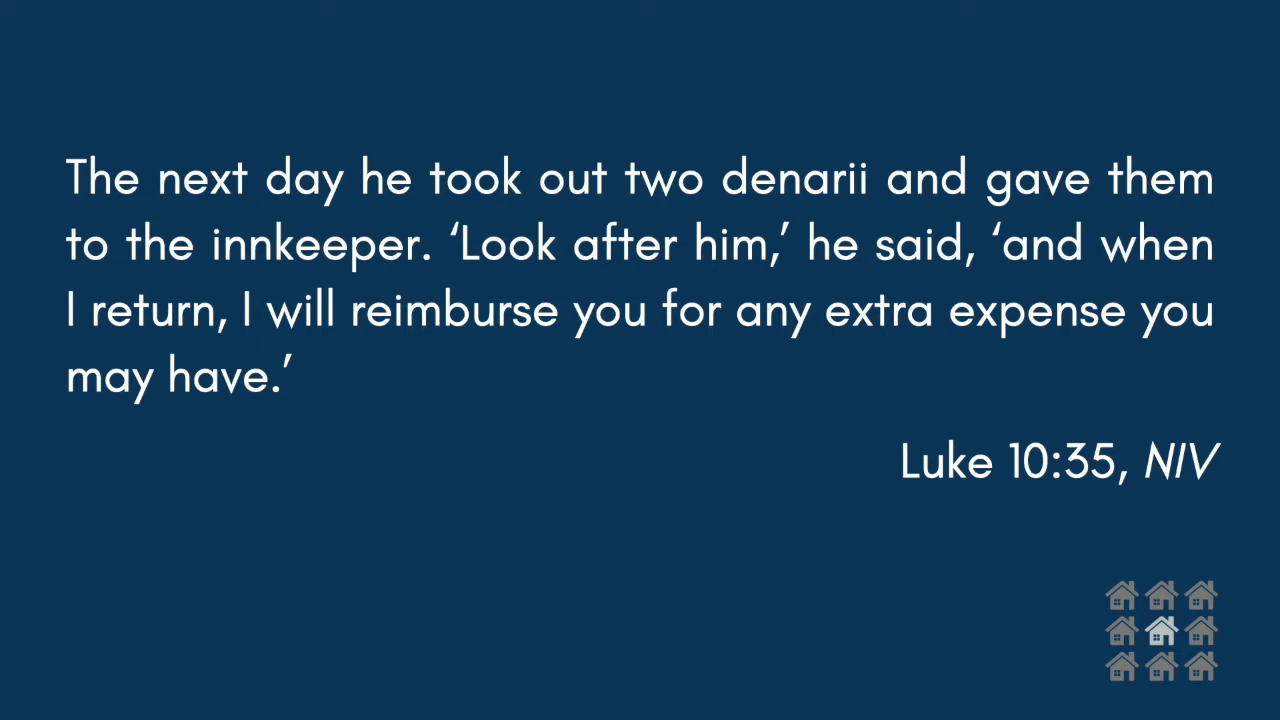 The next day he took out two denarii and gave them
to the innkeeper. ‘Look after him,’ he said, ‘and when
I return, I will reimburse you for any extra expense you
may have.’
Luke 10:35, NIV